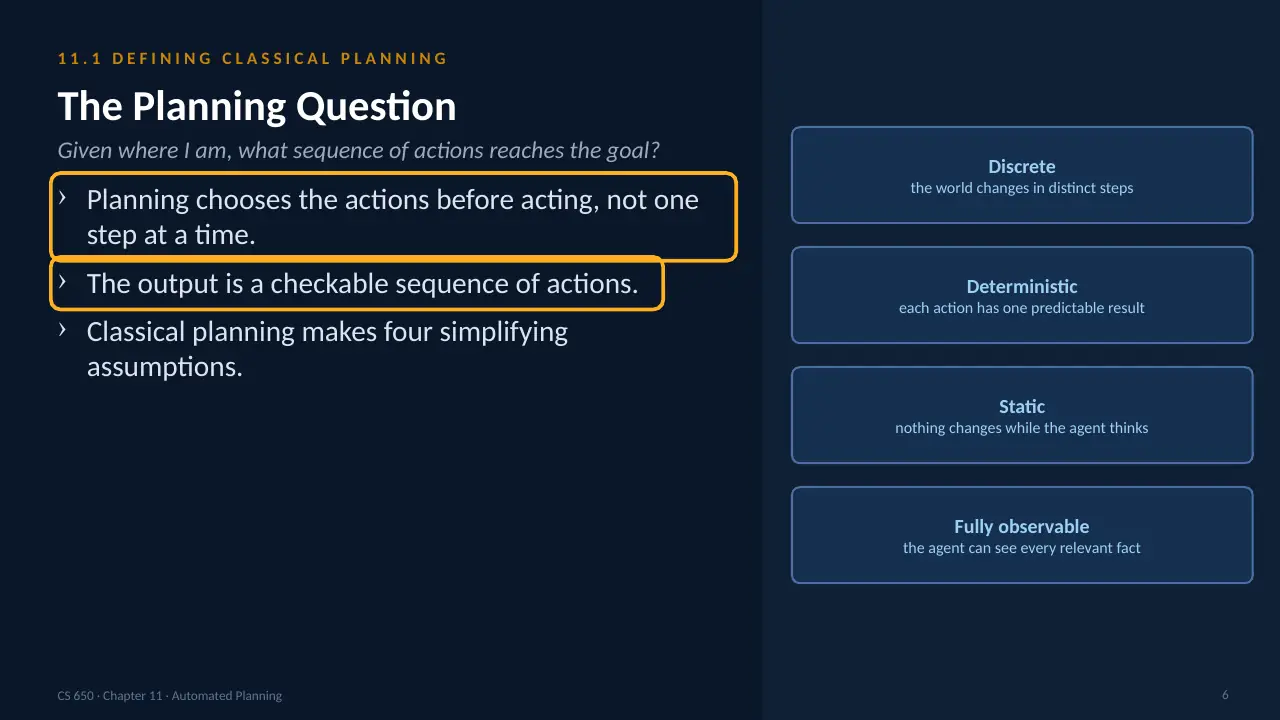 11.1 DEFINING CLASSICAL PLANNING
The Planning Question
Given where I am, what sequence of actions reaches the goal?
› Planning chooses the actions before acting, not one
step at a time.
› The output is a checkable sequence of actions.
› Classical planning makes four simplifying
assumptions.
Discrete
the world changes in distinct steps
Deterministic
each action has one predictable result
Static
nothing changes while the agent thinks
Fully observable
the agent can see every relevant fact
CS 650 · Chapter 11 · Automated Planning
6